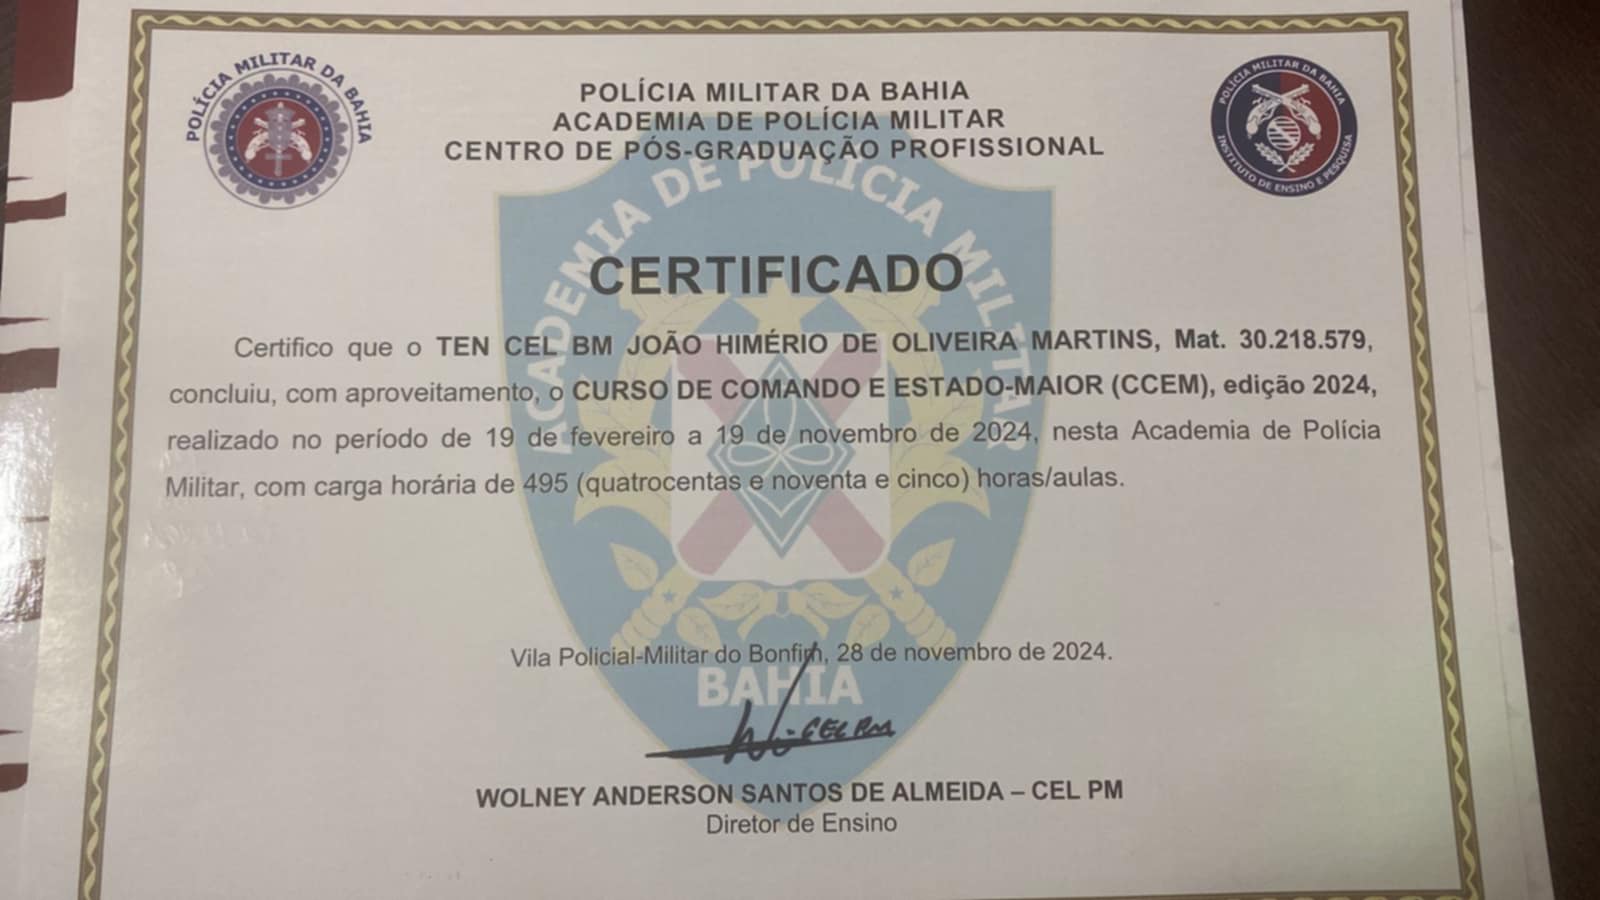 POLÍCIA MILITAR DA BAHIA
POLÍCIA MILITAR DA BAHIA
INSTITUTO DE ENSINO E PESQUISA
POLÍCIA MILITAR DA BAHIA
ACADEMIA DE POLÍCIA MILITAR
CENTRO DE PÓS-GRADUAÇÃO PROFISSIONAL
ACADEMIA DE POLÍCIA MILITAR
CERTIFICADO
Certifico que o TEN CEL BM JOÃO HIMÉRIO DE OLIVEIRA MARTINS, Mat. 30.218.579,
concluiu, com aproveitamento, o CURSO DE COMANDO E ESTADO-MAIOR (CCEM), edição 2024,
realizado no período de 19 de fevereiro a 19 de novembro de 2024, nesta Academia de Polícia
Militar, com carga horária de 495 (quatrocentas e noventa e cinco) horas/aulas.
Vila Policial-Militar do Bonfim, 28 de novembro de 2024.
BAHIA
CEL PM
WOLNEY ANDERSON SANTOS DE ALMEIDA – CEL PM
Diretor de Ensino